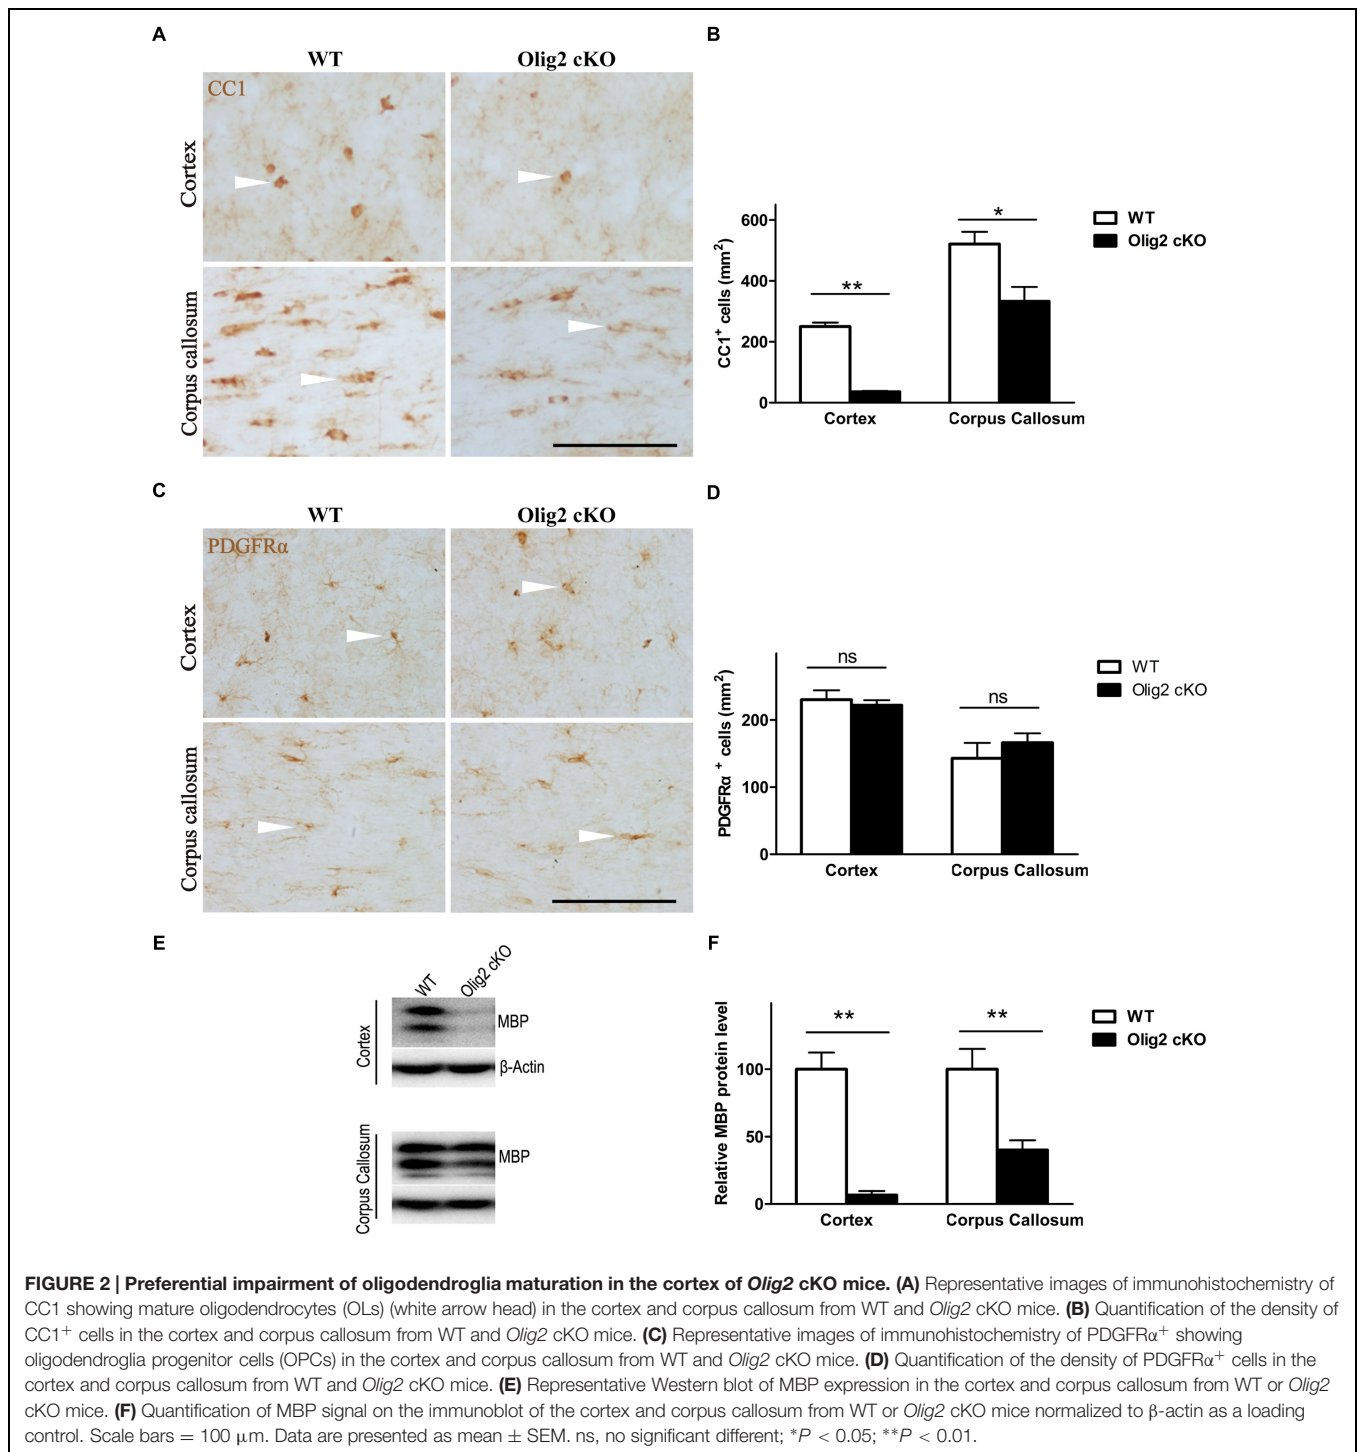 A
WT
Olig2 cKO
CC1
Cortex
Corpus callosum
B
600
400
200
0
CC1+ cells (mm2)
**
*
Cortex
Corpus Callosum
WT
Olig2 cKO
C
WT
Olig2 cKO
PDGFRα
Cortex
Corpus callosum
D
200
100
0
PDGFRα + cells (mm2)
ns
ns
Cortex
Corpus Callosum
WT
Olig2 cKO
E
WT
Olig2 cKO
Cortex
MBP
β-Actin
Corpus Callosum
MBP
F
100
50
0
Relative MBP protein level
**
**
Cortex
Corpus Callosum
WT
Olig2 cKO
FIGURE 2 | Preferential impairment of oligodendroglia maturation in the cortex of Olig2 cKO mice. (A) Representative images of immunohistochemistry of
CC1 showing mature oligodendrocytes (OLs) (white arrow head) in the cortex and corpus callosum from WT and Olig2 cKO mice. (B) Quantification of the density of
CC1+ cells in the cortex and corpus callosum from WT and Olig2 cKO mice. (C) Representative images of immunohistochemistry of PDGFRα+ showing
oligodendroglia progenitor cells (OPCs) in the cortex and corpus callosum from WT and Olig2 cKO mice. (D) Quantification of the density of PDGFRα+ cells in the
cortex and corpus callosum from WT and Olig2 cKO mice. (E) Representative Western blot of MBP expression in the cortex and corpus callosum from WT or Olig2
cKO mice. (F) Quantification of MBP signal on the immunoblot of the cortex and corpus callosum from WT or Olig2 cKO mice normalized to β-actin as a loading
control. Scale bars = 100 μm. Data are presented as mean ± SEM. ns, no significant different; *P < 0.05; **P < 0.01.